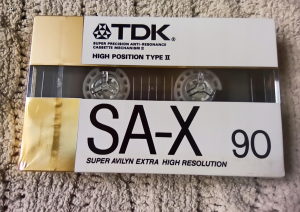 TDK®
SUPER PRECISION ANTI-RESONANCE
CASSETTE MECHANISM II
HIGH POSITION TYPE II
SA-X 90
SUPER AVILYN EXTRA HIGH RESOLUTION